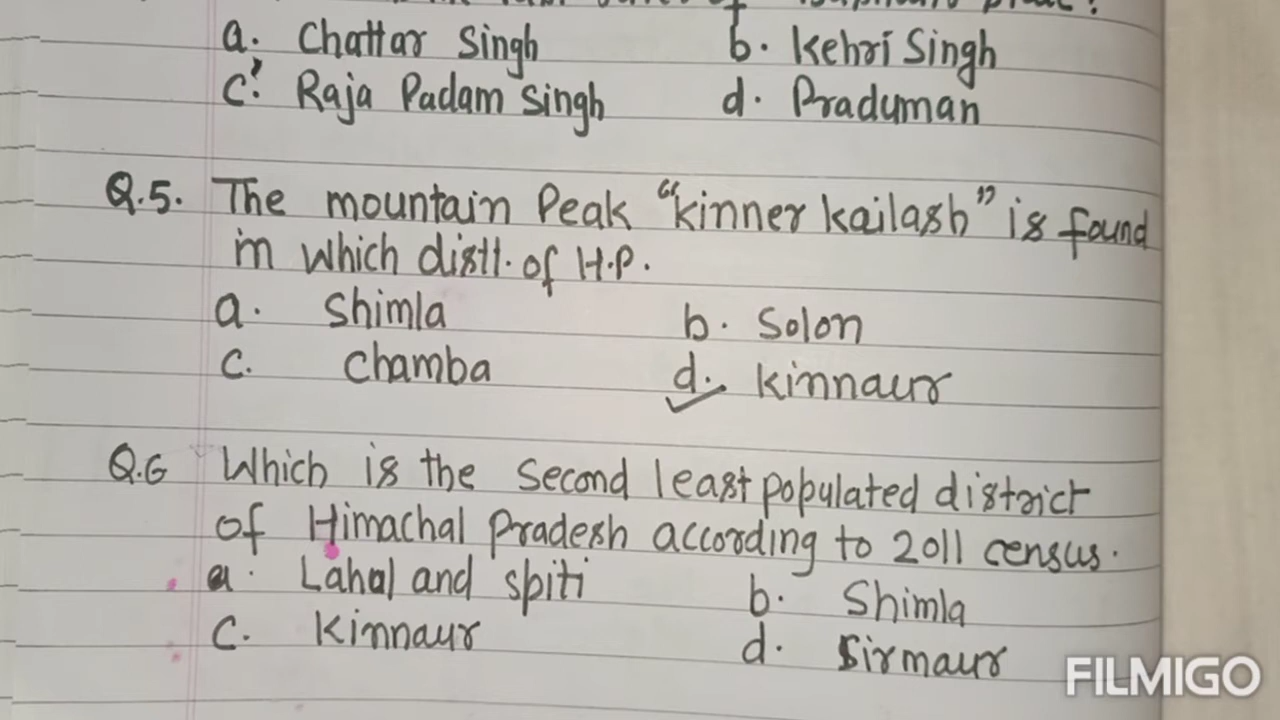 a. Chattar Singh b. Kehri Singh
c. Raja Padam Singh d. Praduman
Q.5. The mountain Peak "kinner kailash" is found
in which distt. of H.P.
a. Shimla b. Solon
c. Chamba d. Kinnaur
Q.6 Which is the Second least populated district
of Himachal Pradesh according to 2011 census.
a. Lahal and spiti b. Shimla
c. Kinnaur d. Sirmaur
FILMIGO